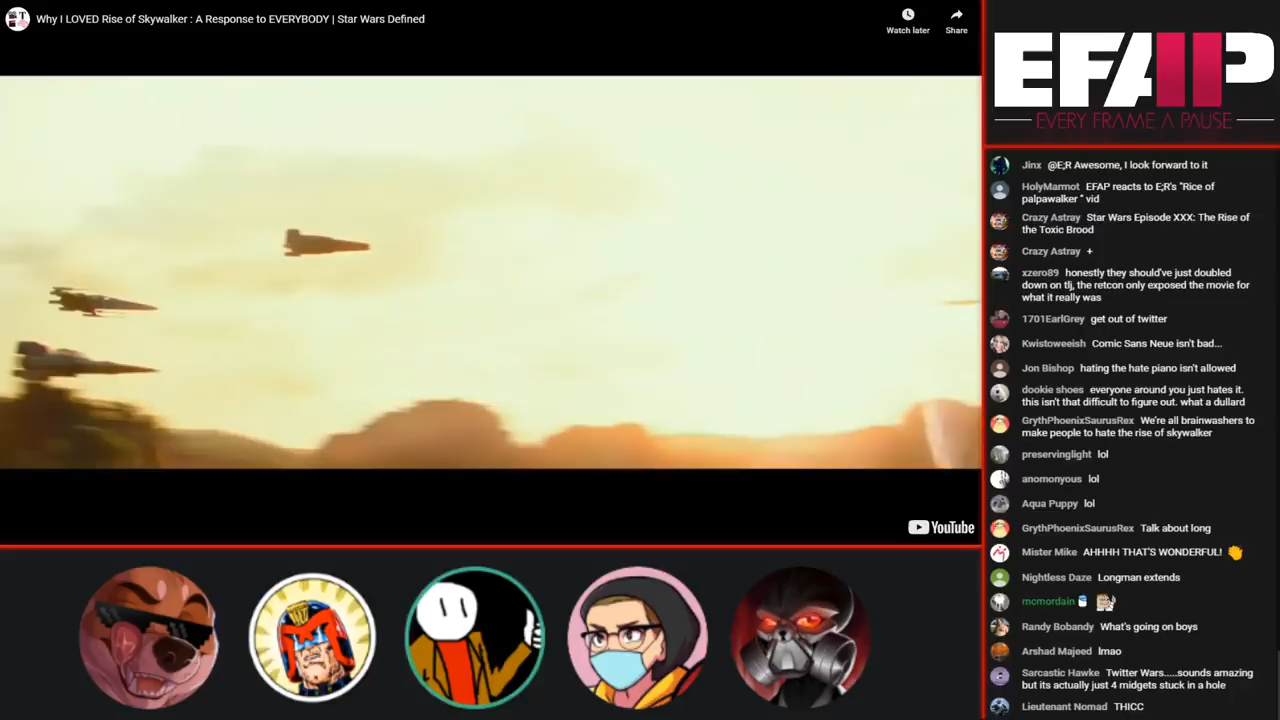 Why I LOVED Rise of Skywalker : A Response to EVERYBODY | Star Wars Defined
Watch later
Share
YouTube
EFAP
EVERY FRAME A PAUSE
Jinx @E;R Awesome, I look forward to it
HolyMarmot EFAP reacts to E;R's "Rice of
palpawalker " vid
Crazy Astray Star Wars Episode XXX: The Rise of
the Toxic Brood
Crazy Astray +
xzero89 honestly they should've just doubled
down on tlj, the retcon only exposed the movie for
what it really was
1701EarlGrey get out of twitter
Kwistoweeish Comic Sans Neue isn't bad...
Jon Bishop hating the hate piano isn't allowed
dookie shoes everyone around you just hates it.
this isn't that difficult to figure out. what a dullard
GrythPhoenixSaurusRex We're all brainwashers to
make people to hate the rise of skywalker
preservinglight lol
anomonyous lol
Aqua Puppy lol
GrythPhoenixSaurusRex Talk about long
Mister Mike AHHHH THAT'S WONDERFUL! 👏
Nightless Daze Longman extends
mcmordain
Randy Bobandy What's going on boys
Arshad Majeed lmao
Sarcastic Hawke Twitter Wars.....sounds amazing
but its actually just 4 midgets stuck in a hole
Lieutenant Nomad THICC